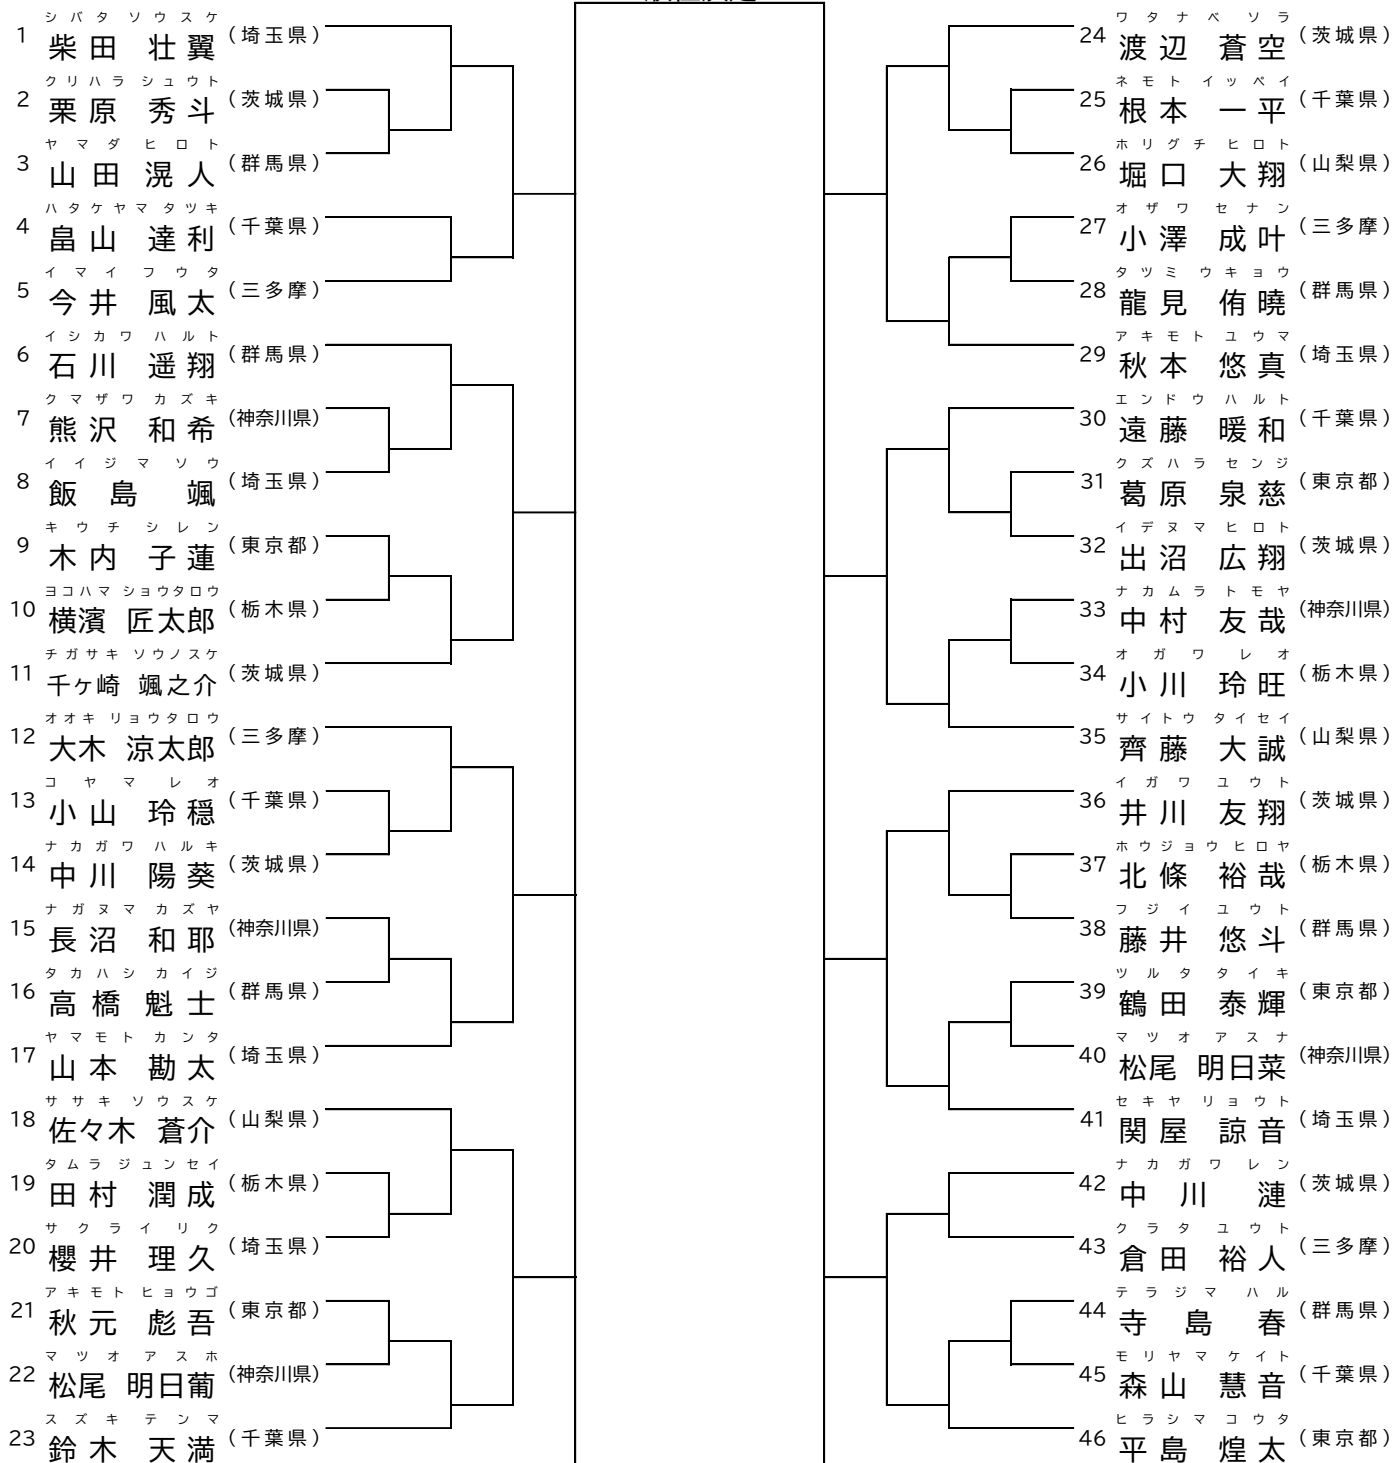 シバタ ソウスケ
1 柴田 壮翼 (埼玉県)
クリハラ シュウト
2 栗原 秀斗 (茨城県)
ヤマダ ヒロト
3 山田 滉人 (群馬県)
ハタケヤマ タツキ
4 畠山 達利 (千葉県)
イマイ フウタ
5 今井 風太 (三多摩)
イシカワ ハルト
6 石川 遥翔 (群馬県)
クマザワ カズキ
7 熊沢 和希 (神奈川県)
イイジマ ソウ
8 飯島 颯 (埼玉県)
キウチ シレン
9 木内 子蓮 (東京都)
ヨコハマ ショウタロウ
10 横濱 匠太郎 (栃木県)
チガサキ ソウノスケ
11 千ヶ崎 颯之介 (茨城県)
オオキ リョウタロウ
12 大木 涼太郎 (三多摩)
コヤマ レオ
13 小山 玲穏 (千葉県)
ナカガワ ハルキ
14 中川 陽葵 (茨城県)
ナガヌマ カズヤ
15 長沼 和耶 (神奈川県)
タカハシ カイジ
16 高橋 魁士 (群馬県)
ヤマモト カンタ
17 山本 勘太 (埼玉県)
ササキ ソウスケ
18 佐々木 蒼介 (山梨県)
タムラ ジュンセイ
19 田村 潤成 (栃木県)
サクライ リク
20 櫻井 理久 (埼玉県)
アキモト ヒョウゴ
21 秋元 彪吾 (東京都)
マツオ アスホ
22 松尾 明日葡 (神奈川県)
スズキ テンマ
23 鈴木 天満 (千葉県)
ワタナベ ソラ
24 渡辺 蒼空 (茨城県)
ネモト イッペイ
25 根本 一平 (千葉県)
ホリグチ ヒロト
26 堀口 大翔 (山梨県)
オザワ セナン
27 小澤 成叶 (三多摩)
タツミ ウキョウ
28 龍見 侑曉 (群馬県)
アキモト ユウマ
29 秋本 悠真 (埼玉県)
エンドウ ハルト
30 遠藤 暖和 (千葉県)
クズハラ センジ
31 葛原 泉慈 (東京都)
イデヌマ ヒロト
32 出沼 広翔 (茨城県)
ナカムラ トモヤ
33 中村 友哉 (神奈川県)
オガワ レオ
34 小川 玲旺 (栃木県)
サイトウ タイセイ
35 齊藤 大誠 (山梨県)
イガワ ユウト
36 井川 友翔 (茨城県)
ホウジョウ ヒロヤ
37 北條 裕哉 (栃木県)
フジイ ユウト
38 藤井 悠斗 (群馬県)
ツルタ タイキ
39 鶴田 泰輝 (東京都)
マツオ アスナ
40 松尾 明日菜 (神奈川県)
セキヤ リョウト
41 関屋 諒音 (埼玉県)
ナカガワ レン
42 中川 漣 (茨城県)
クラタ ユウト
43 倉田 裕人 (三多摩)
テラジマ ハル
44 寺島 春 (群馬県)
モリヤマ ケイト
45 森山 慧音 (千葉県)
ヒラシマ コウタ
46 平島 煌太 (東京都)